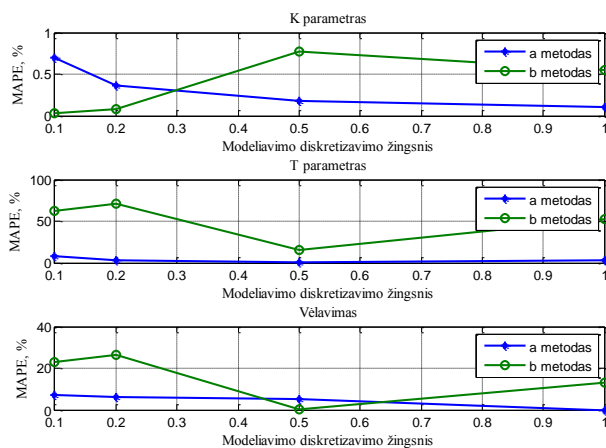 K parametras
1
0.5
0
MAPE, %
a metodas
b metodas
0.1 0.2 0.3 0.4 0.5 0.6 0.7 0.8 0.9 1
Modeliavimo diskretizavimo žingsnis
T parametras
100
50
0
MAPE, %
a metodas
b metodas
0.1 0.2 0.3 0.4 0.5 0.6 0.7 0.8 0.9 1
Modeliavimo diskretizavimo žingsnis
Vėlavimas
40
20
0
MAPE, %
a metodas
b metodas
0.1 0.2 0.3 0.4 0.5 0.6 0.7 0.8 0.9 1
Modeliavimo diskretizavimo žingsnis